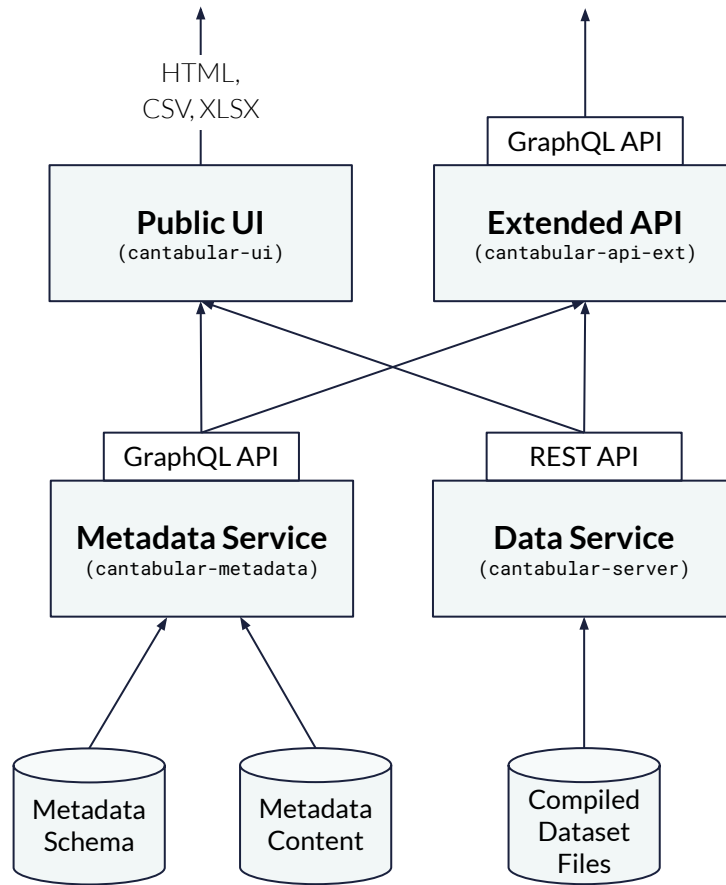 HTML,
CSV, XLSX
GraphQL API
Public UI
(cantabular-ui)
Extended API
(cantabular-api-ext)
GraphQL API
REST API
Metadata Service
(cantabular-metadata)
Data Service
(cantabular-server)
Metadata
Schema
Metadata
Content
Compiled
Dataset
Files